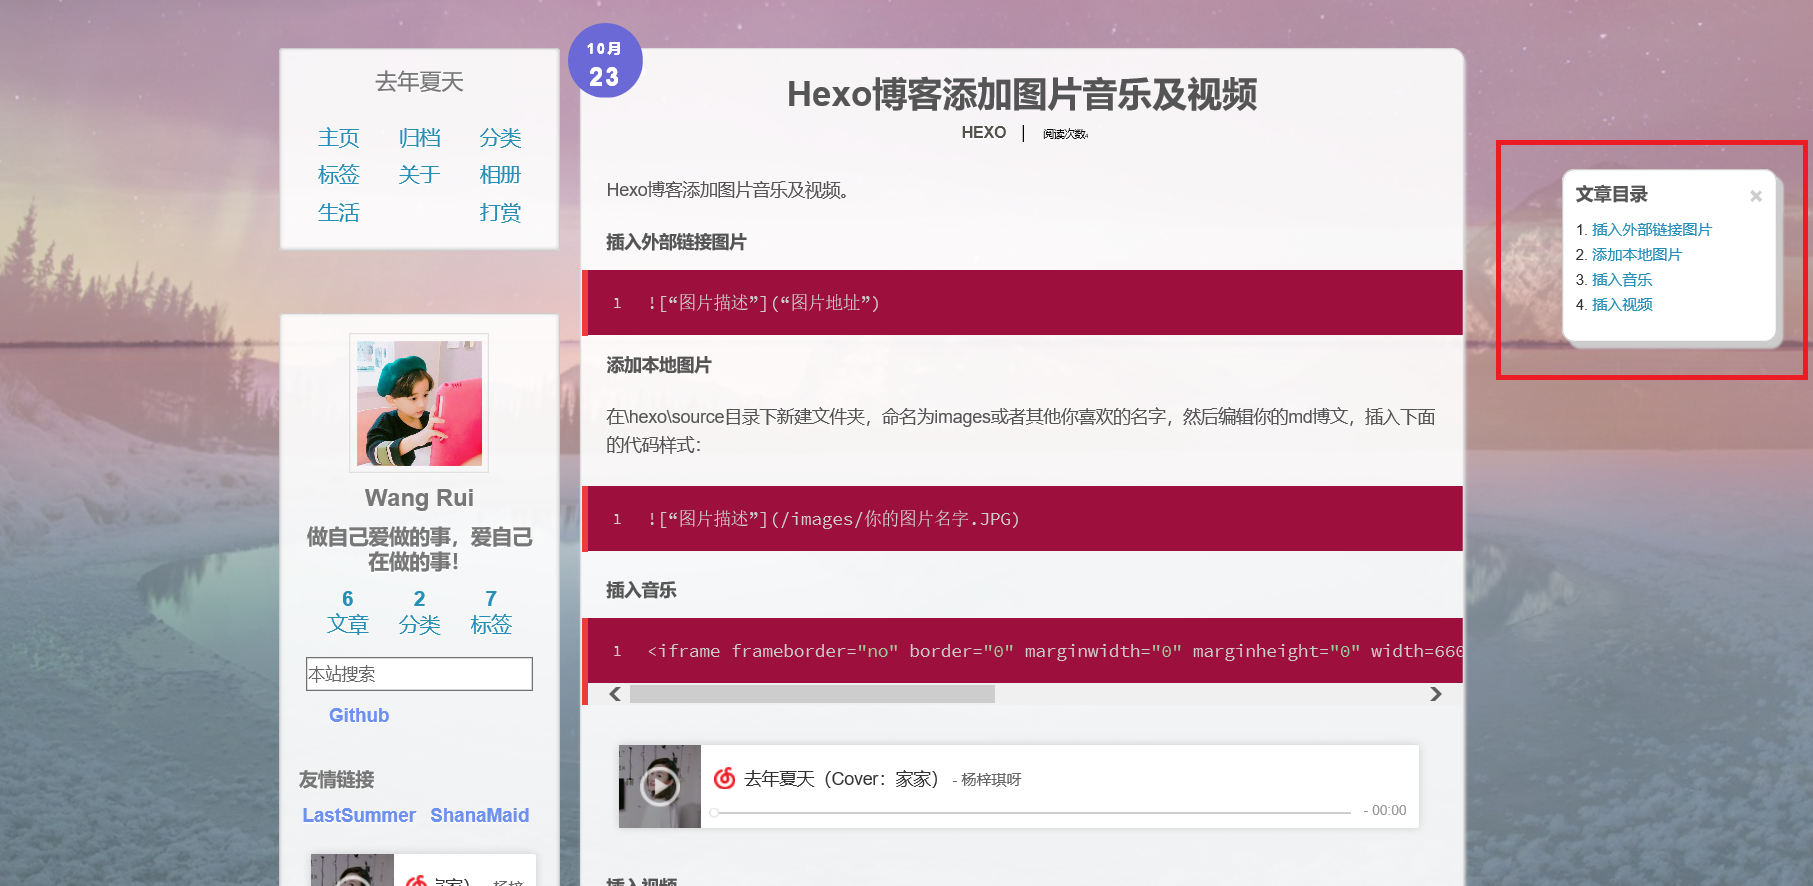 去年夏天
主页 归档 分类
标签 关于 相册
生活 打赏
Wang Rui
做自己爱做的事，爱自己
在做的事！
6 2 7
文章 分类 标签
本站搜索
Github
友情链接
LastSummer ShanaMaid
10月
23
Hexo博客添加图片音乐及视频
HEXO | 阅读次数:
Hexo博客添加图片音乐及视频。
插入外部链接图片
1 ![“图片描述”](“图片地址”)
添加本地图片
在\hexo\source目录下新建文件夹，命名为images或者其他你喜欢的名字，然后编辑你的md博文，插入下面
的代码样式：
1 ![“图片描述”](/images/你的图片名字.JPG)
插入音乐
1 <iframe frameborder="no" border="0" marginwidth="0" marginheight="0" width=660
去年夏天（Cover：家家） - 杨梓琪呀
- 00:00
插入视频
文章目录 ×
1. 插入外部链接图片
2. 添加本地图片
3. 插入音乐
4. 插入视频